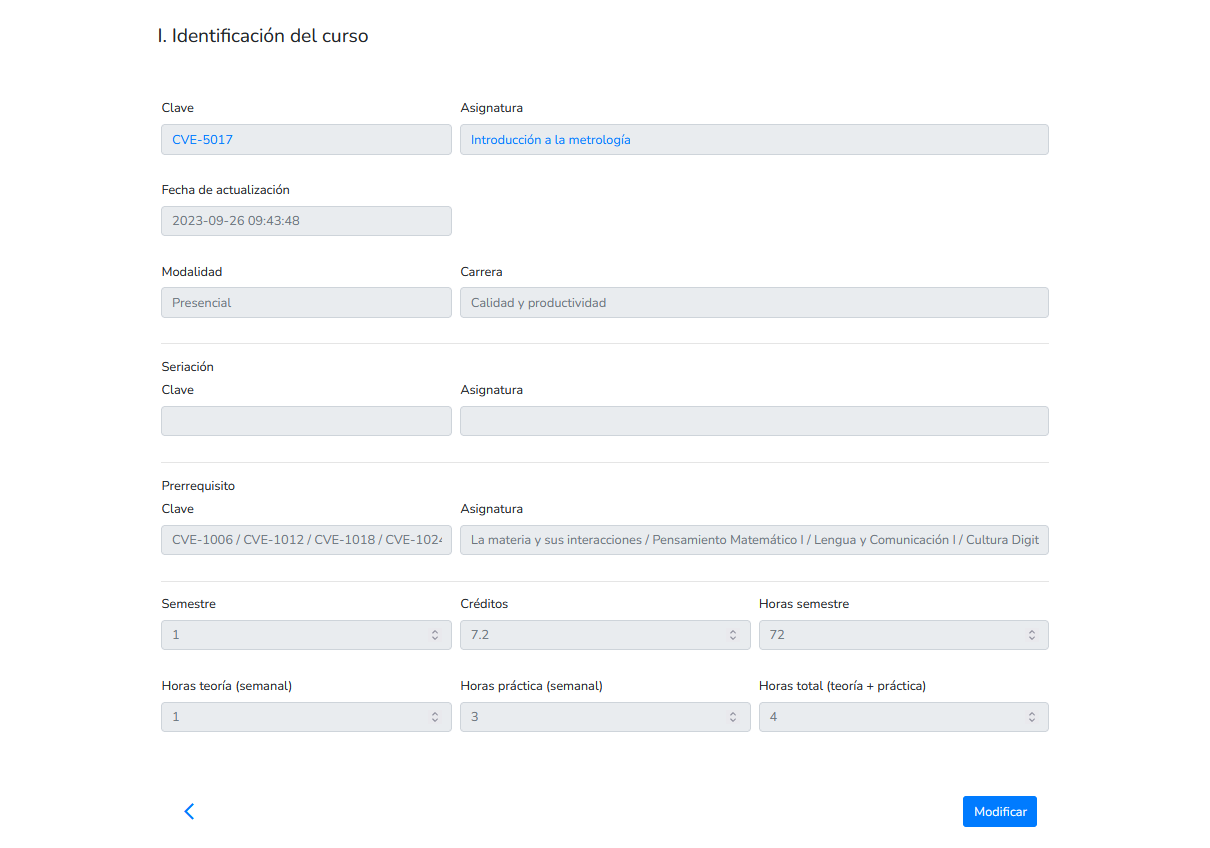 I. Identificación del curso
Clave Asignatura
CVE-5017 Introducción a la metrología
Fecha de actualización
2023-09-26 09:43:48
Modalidad Carrera
Presencial Calidad y productividad
Seriación
Clave Asignatura
Prerrequisito
Clave Asignatura
CVE-1006 / CVE-1012 / CVE-1018 / CVE-1024 La materia y sus interacciones / Pensamiento Matemático I / Lengua y Comunicación I / Cultura Digit
Semestre Créditos Horas semestre
1 7.2 72
Horas teoría (semanal) Horas práctica (semanal) Horas total (teoría + práctica)
1 3 4
Modificar